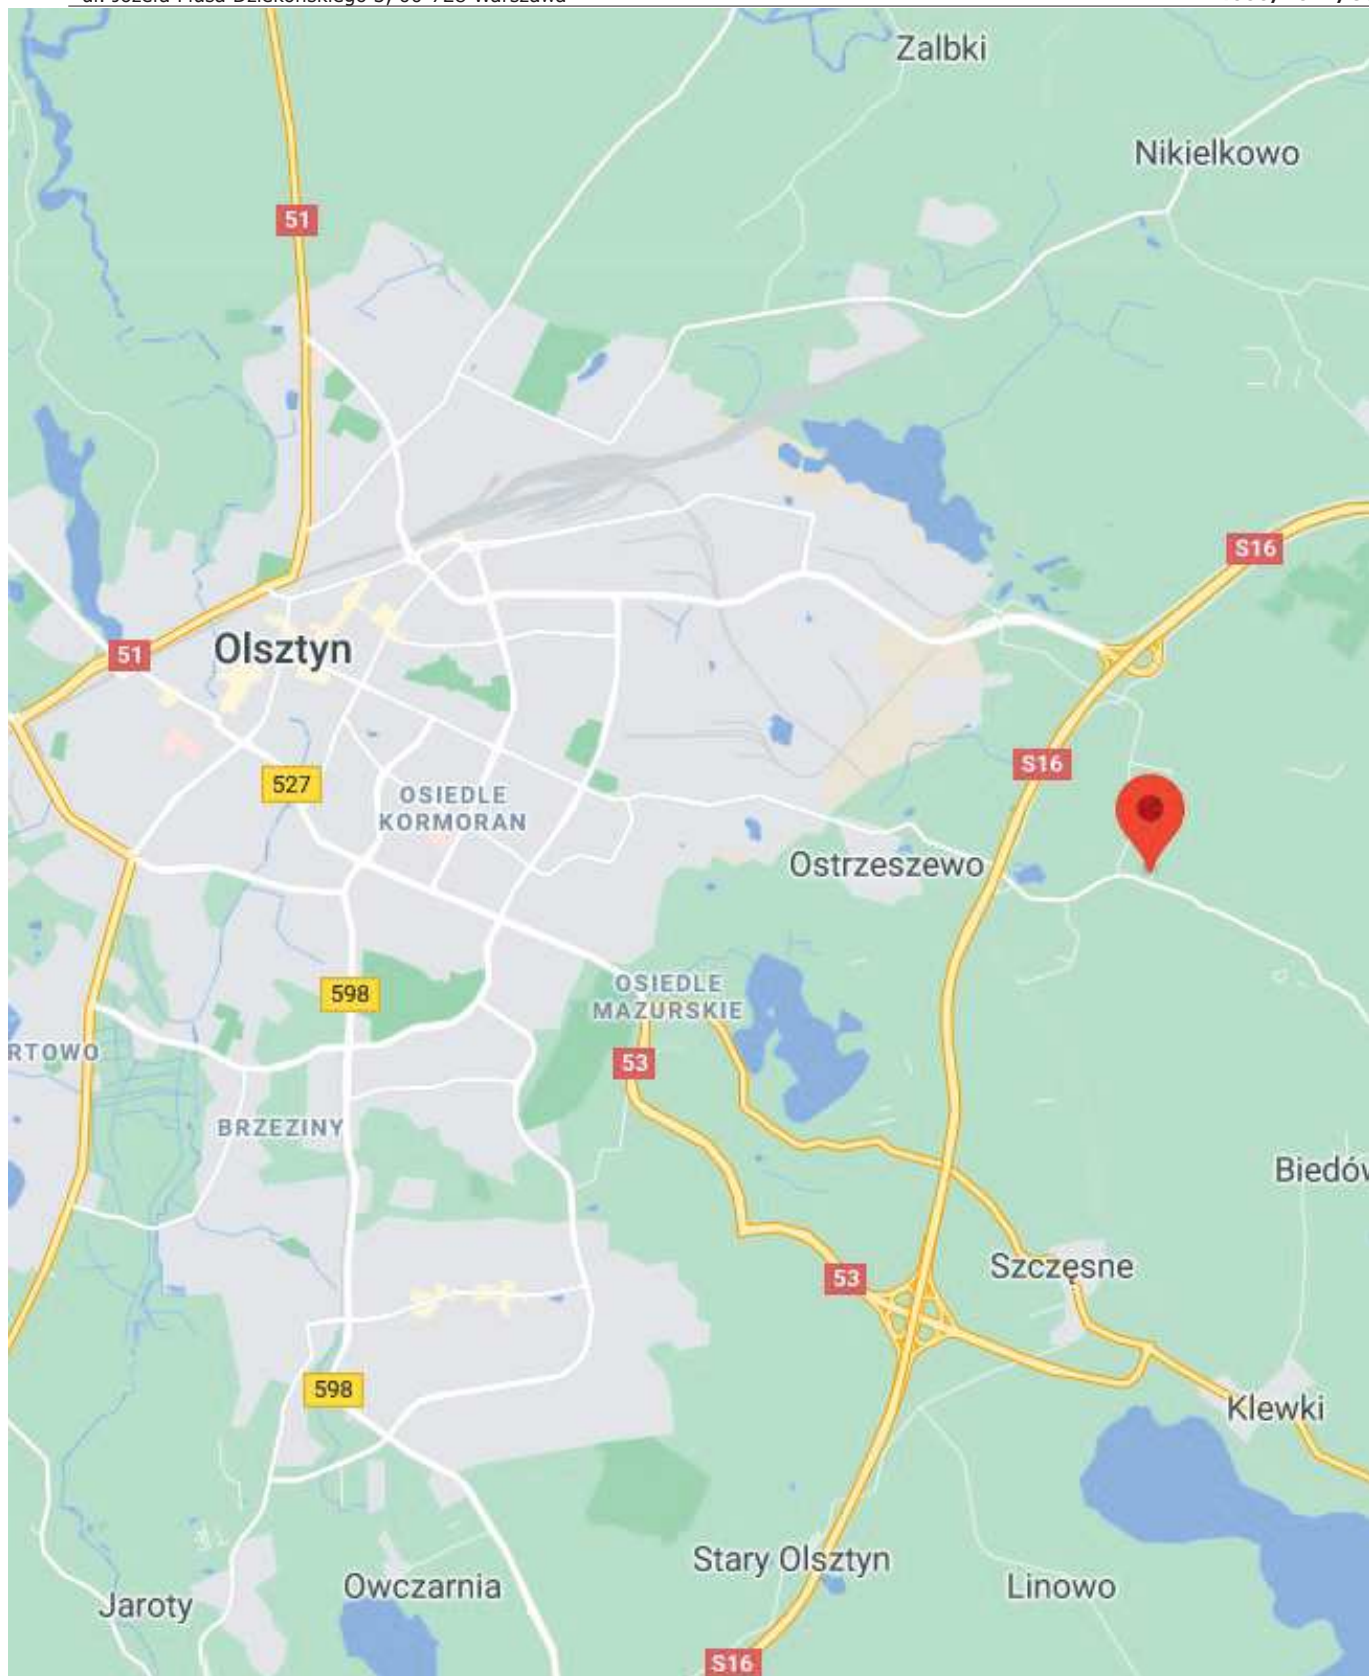 Zalbki
Nikielkowo
51
S16
Olsztyn
51
S16
527
OSIEDLE
KORMORAN
Ostrzeszewo
OSIEDLE
MAZURSKIE
598
RTOWO
53
BRZEZINY
Biedów
Szczęsne
53
598
Klewki
Stary Olsztyn
Owczarnia
Linowo
Jaroty
S16